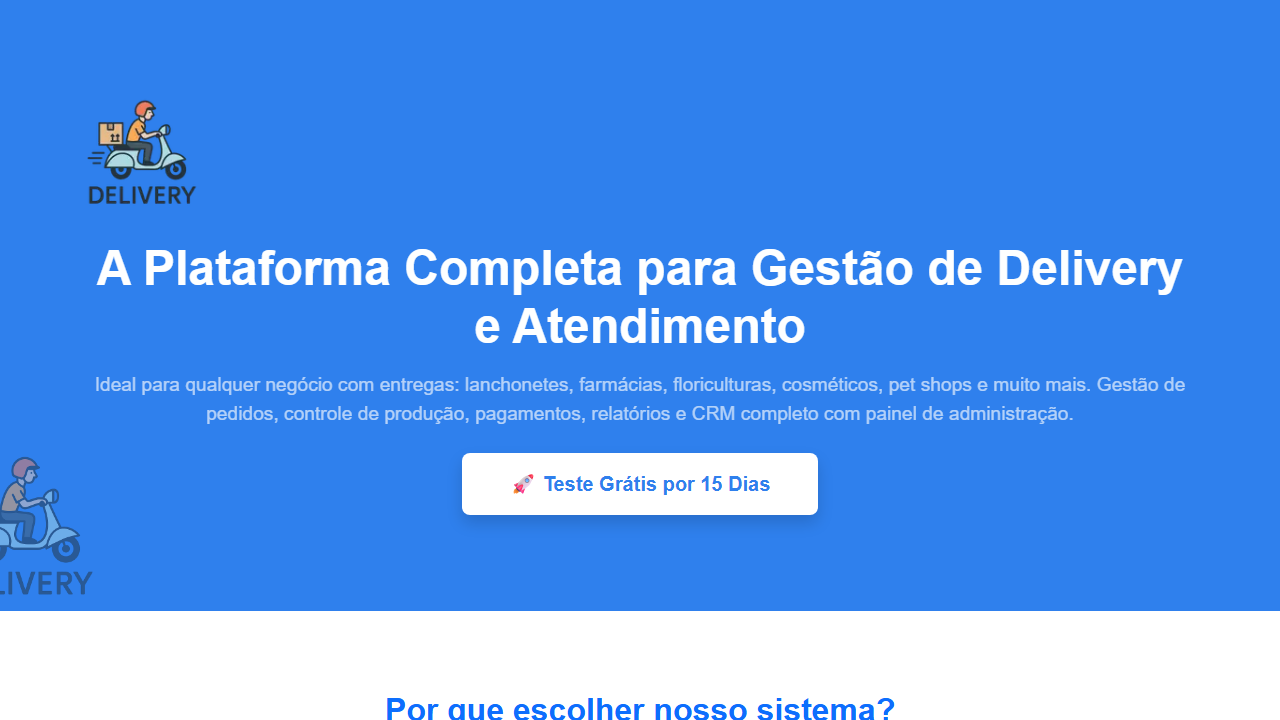 DELIVERY
A Plataforma Completa para Gestão de Delivery
e Atendimento
Ideal para qualquer negócio com entregas: lanchonetes, farmácias, floriculturas, cosméticos, pet shops e muito mais. Gestão de
pedidos, controle de produção, pagamentos, relatórios e CRM completo com painel de administração.
🚀 Teste Grátis por 15 Dias
LIVERY
Por que escolher nosso sistema?